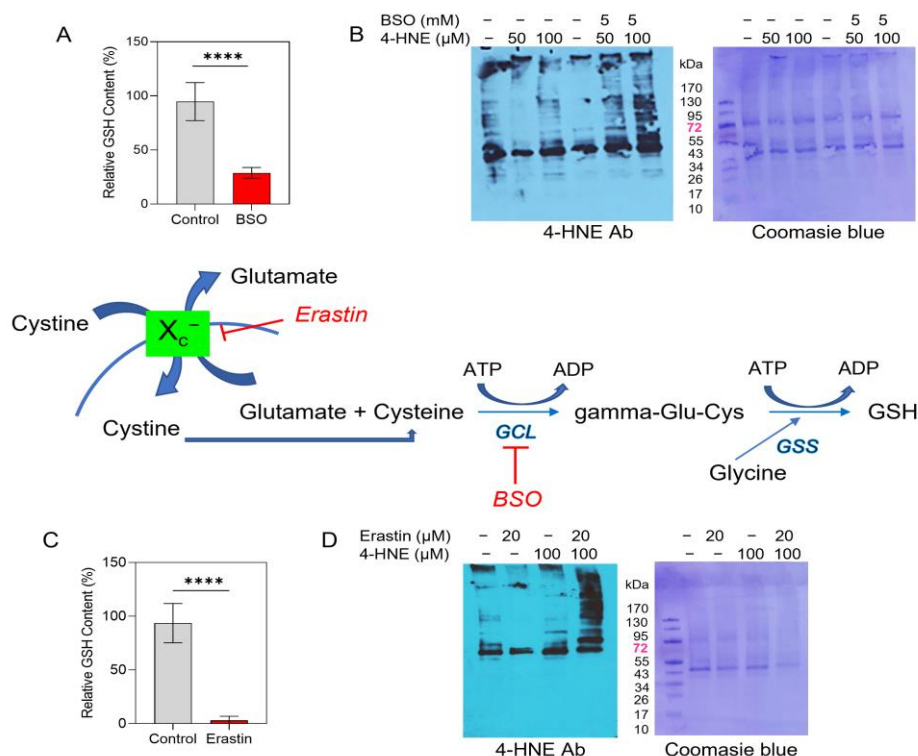 A
Relative GSH Content (%)
150
100
50
0
****
Control BSO
B
BSO (mM) – – – – 5 5
4-HNE (µM) – 50 100 – 50 100
kDa
170
130
95
72
55
43
34
26
17
10
– – – – 5 5
– 50 100 – 50 100
4-HNE Ab
Coomasie blue
Cystine
Glutamate
Xc–
Erastin
Cystine
Glutamate + Cysteine
ATP ADP
GCL
BSO
gamma-Glu-Cys
ATP ADP
GSS
Glycine
GSH
C
Relative GSH Content (%)
150
100
50
0
****
Control Erastin
D
Erastin (µM) – 20 – 20
4-HNE (µM) – – 100 100
kDa
170
130
95
72
55
43
34
26
17
10
– 20 – 20
– – 100 100
4-HNE Ab
Coomasie blue